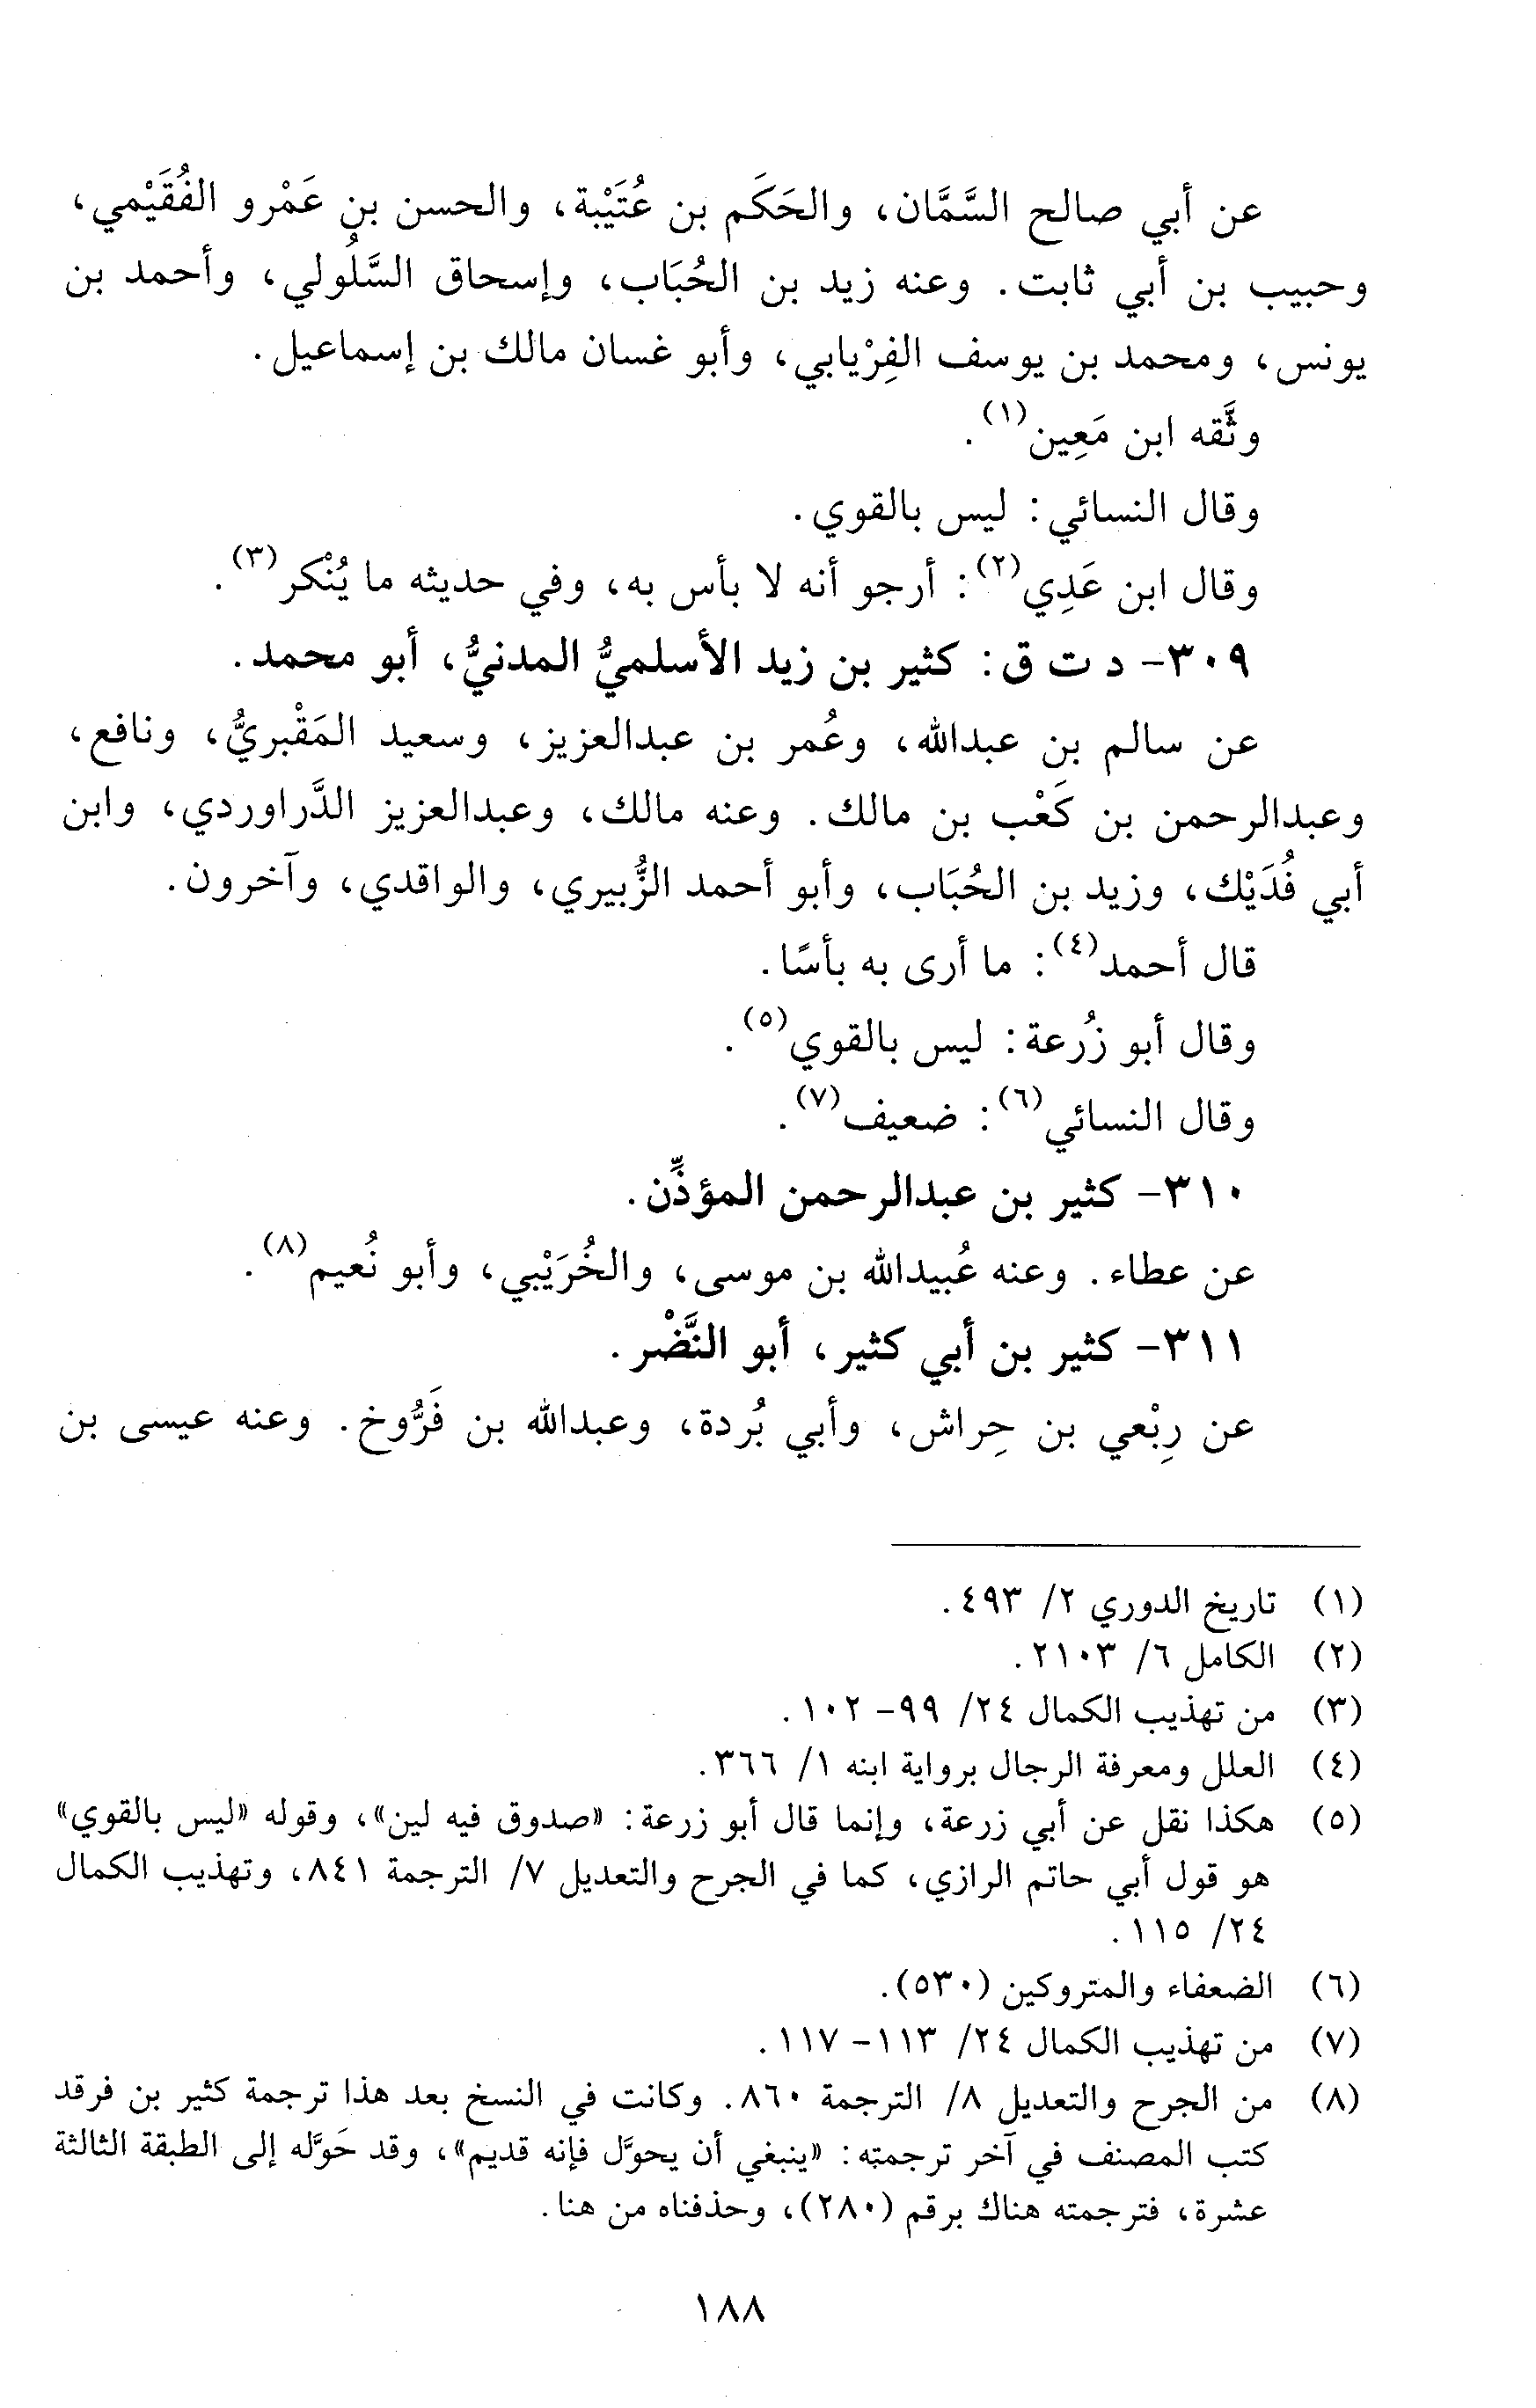 عن أبي صالح السَّمَّان، والحَكَم بن عُتَيْبة، والحسن بن عَمْرو الفُقَيْمي،
وحبيب بن أبي ثابت. وعنه زيد بن الحُبَاب، وإسحاق السَّلُولي، وأحمد بن
يونس، ومحمد بن يوسف الفِرْيابي، وأبو غسان مالك بن إسماعيل.
وثَّقه ابن مَعِين(١).
وقال النسائي: ليس بالقوي.
وقال ابن عَدِي(٢): أرجو أنه لا بأس به، وفي حديثه ما يُنْكر(٣).
٣٠٩- د ت ق: كثير بن زيد الأسلميُّ المدنيُّ، أبو محمد.
عن سالم بن عبدالله، وعُمر بن عبدالعزيز، وسعيد المَقْبريُّ، ونافع،
وعبدالرحمن بن كَعْب بن مالك. وعنه مالك، وعبدالعزيز الدَّراوردي، وابن
أبي فُدَيْك، وزيد بن الحُبَاب، وأبو أحمد الزُّبيري، والواقدي، وآخرون.
قال أحمد(٤): ما أرى به بأسًا.
وقال أبو زُرعة: ليس بالقوي(٥).
وقال النسائي(٦): ضعيف(٧).
٣١٠- كثير بن عبدالرحمن المؤذِّن.
عن عطاء. وعنه عُبيدالله بن موسى، والخُرَيْبي، وأبو نُعيم(٨).
٣١١- كثير بن أبي كثير، أبو النَّضْر.
عن رِبْعي بن حِراش، وأبي بُردة، وعبدالله بن فَرُّوخ. وعنه عيسى بن
(١) تاريخ الدوري ٢/ ٤٩٣.
(٢) الكامل ٦/ ٢١٠٣.
(٣) من تهذيب الكمال ٢٤/ ٩٩- ١٠٢.
(٤) العلل ومعرفة الرجال برواية ابنه ١/ ٣٦٦.
(٥) هكذا نقل عن أبي زرعة، وإنما قال أبو زرعة: «صدوق فيه لين»، وقوله «ليس بالقوي»
هو قول أبي حاتم الرازي، كما في الجرح والتعديل ٧/ الترجمة ٨٤١، وتهذيب الكمال
٢٤/ ١١٥.
(٦) الضعفاء والمتروكين (٥٣٠).
(٧) من تهذيب الكمال ٢٤/ ١١٣- ١١٧.
(٨) من الجرح والتعديل ٨/ الترجمة ٨٦٠. وكانت في النسخ بعد هذا ترجمة كثير بن فرقد
كتب المصنف في آخر ترجمته: «ينبغي أن يحوَّل فإنه قديم»، وقد حَوَّله إلى الطبقة الثالثة
عشرة، فترجمته هناك برقم (٢٨٠)، وحذفناه من هنا.
١٨٨